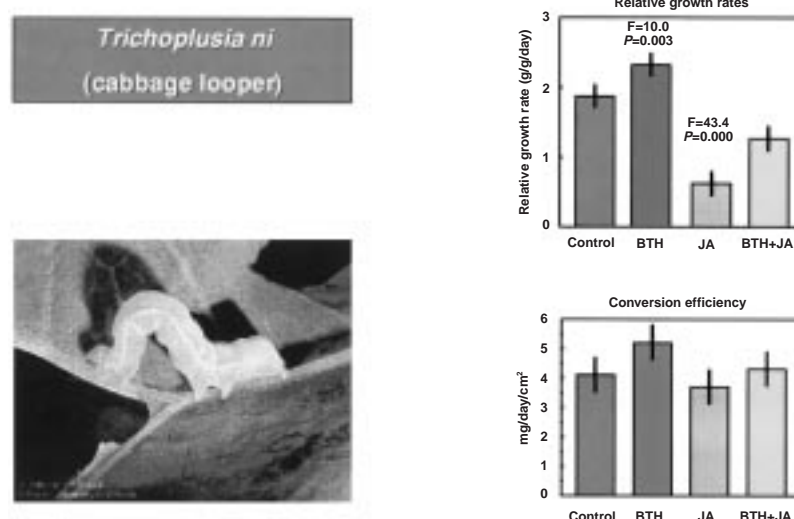 Trichoplusia ni
(cabbage looper)
Relative growth rates
Relative growth rate (g/g/day)
3
2
1
0
F=10.0
P=0.003
F=43.4
P=0.000
Control BTH JA BTH+JA
Conversion efficiency
mg/day/cm²
6
5
4
3
2
1
0
Control BTH JA BTH+JA